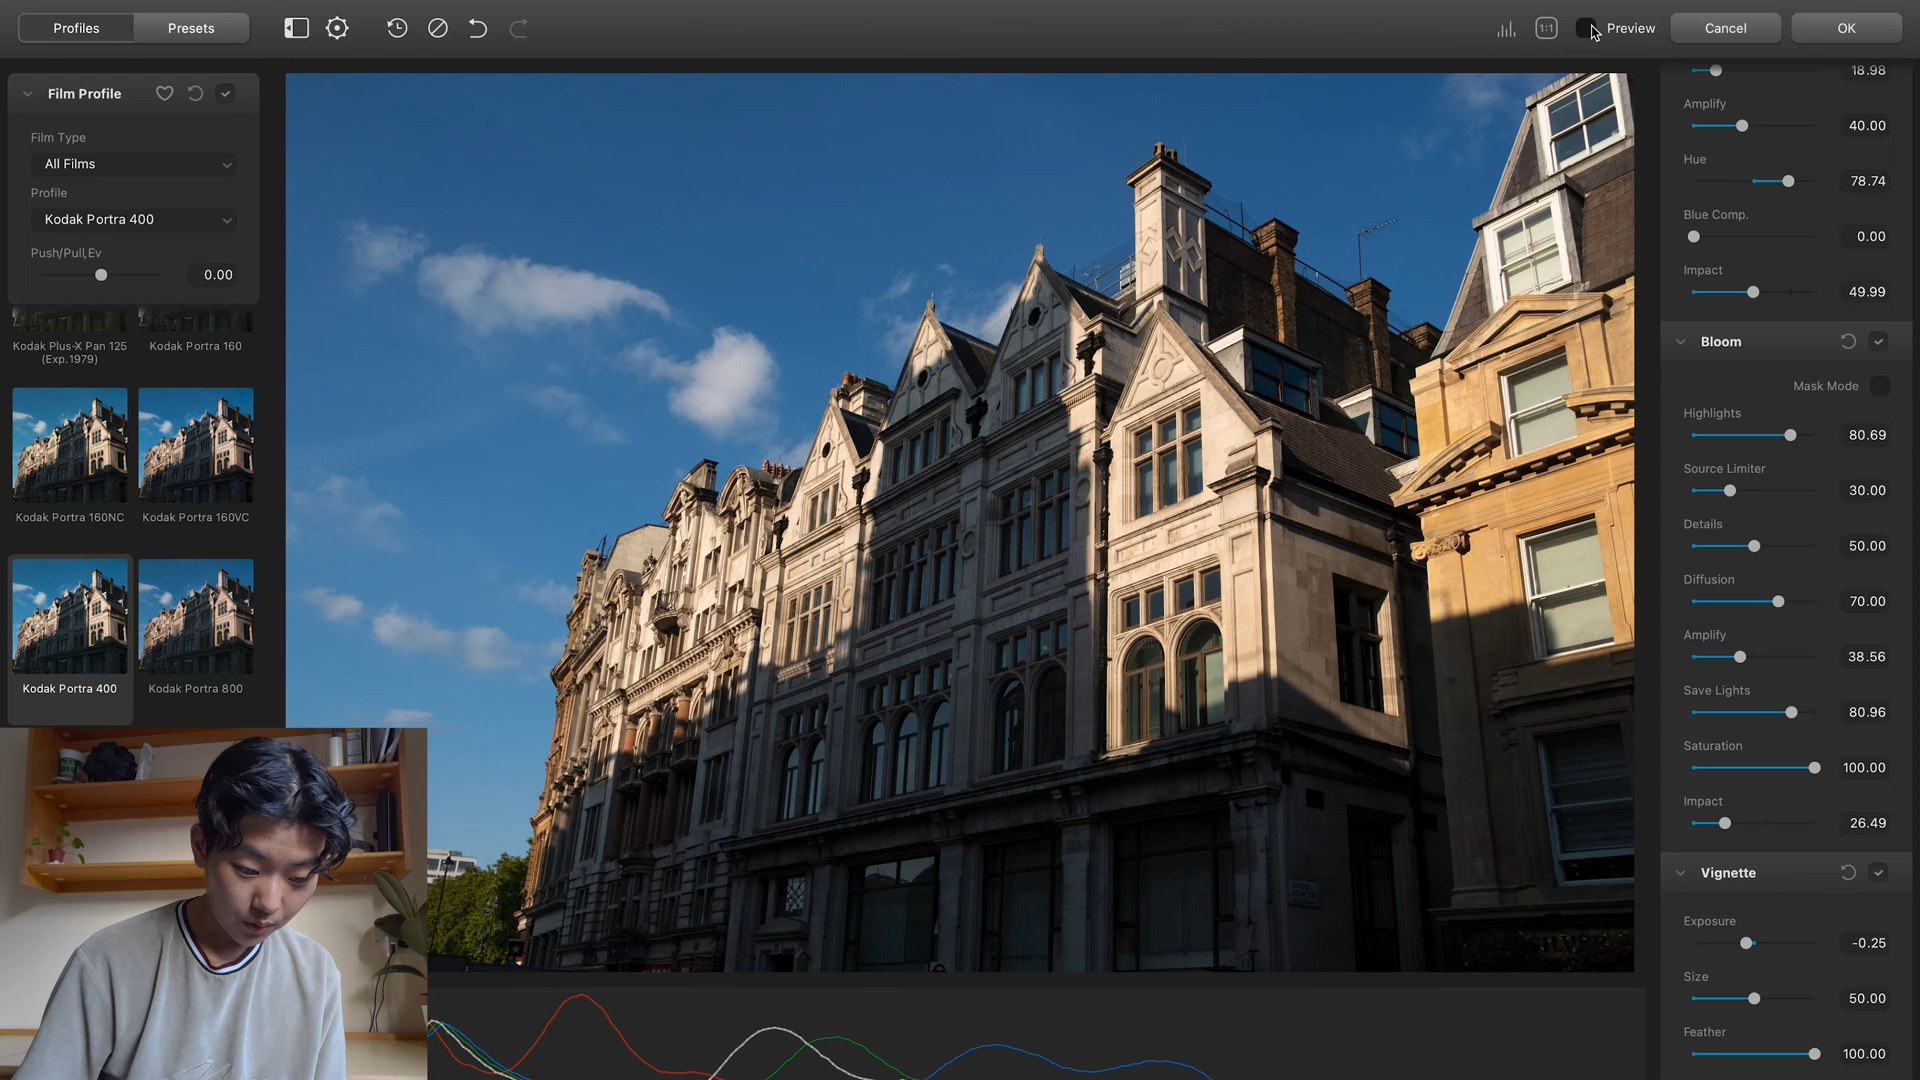 Profiles
Presets
1:1
Preview
Cancel
OK
Film Profile
Film Type
All Films
Profile
Kodak Portra 400
Push/Pull,Ev
0.00
Kodak Plus-X Pan 125
(Exp.1979)
Kodak Portra 160
Kodak Portra 160NC
Kodak Portra 160VC
Kodak Portra 400
Kodak Portra 800
18.98
Amplify
40.00
Hue
78.74
Blue Comp.
0.00
Impact
49.99
Bloom
Mask Mode
Highlights
80.69
Source Limiter
30.00
Details
50.00
Diffusion
70.00
Amplify
38.56
Save Lights
80.96
Saturation
100.00
Impact
26.49
Vignette
Exposure
-0.25
Size
50.00
Feather
100.00